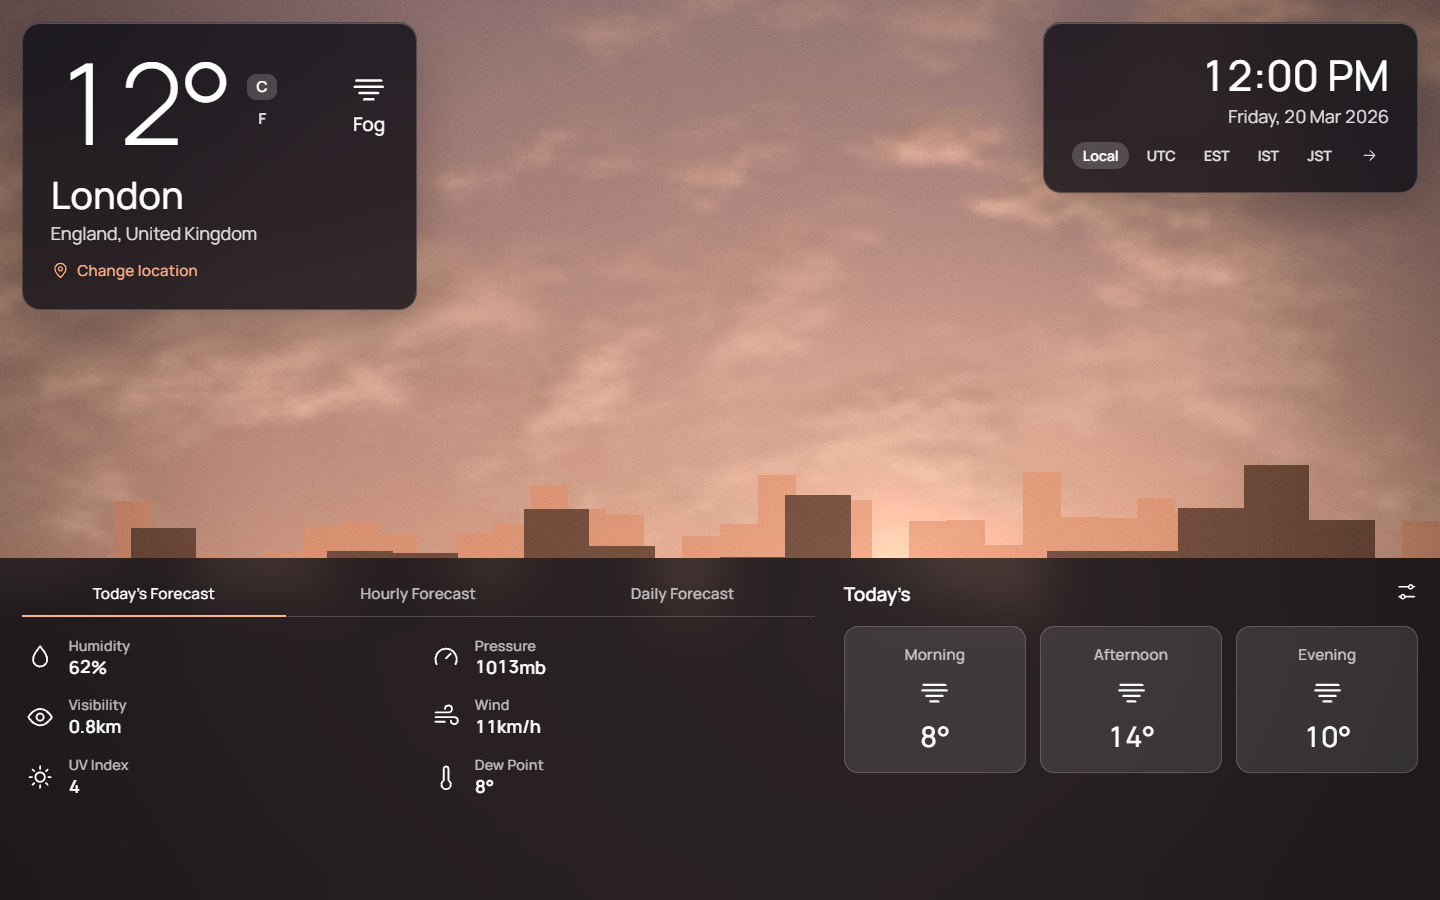 12°
C
F
Fog
London
England, United Kingdom
Change location
12:00 PM
Friday, 20 Mar 2026
Local
UTC
EST
IST
JST
Today's Forecast
Hourly Forecast
Daily Forecast
Humidity
62%
Pressure
1013mb
Visibility
0.8km
Wind
11km/h
UV Index
4
Dew Point
8°
Today's
Morning
8°
Afternoon
14°
Evening
10°